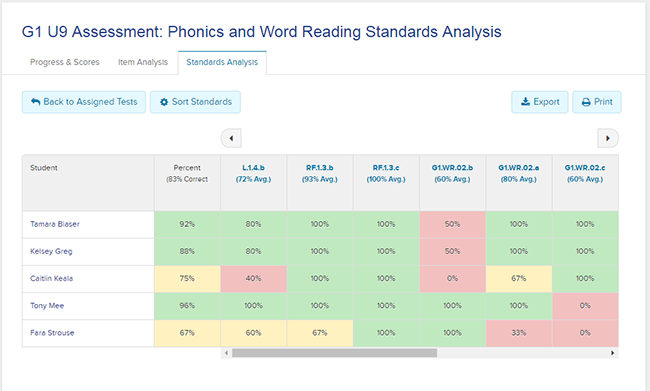 G1 U9 Assessment: Phonics and Word Reading Standards Analysis
Progress & Scores Item Analysis Standards Analysis
Back to Assigned Tests Sort Standards Export Print
Student Percent L.1.4.b RF.1.3.b RF.1.3.c G1.WR.02.b G1.WR.02.a G1.WR.02.c
(83% Correct (72% Avg.) (93% Avg.) (100% Avg.) (60% Avg.) (80% Avg.) (60% Avg.)
Tamara Blaser 92% 80% 100% 100% 50% 100% 100%
Kelsey Greg 88% 80% 100% 100% 50% 100% 100%
Caitlin Keala 75% 40% 100% 100% 0% 67% 100%
Tony Mee 96% 100% 100% 100% 100% 100% 0%
Fara Strouse 67% 60% 67% 100% 100% 33% 0%